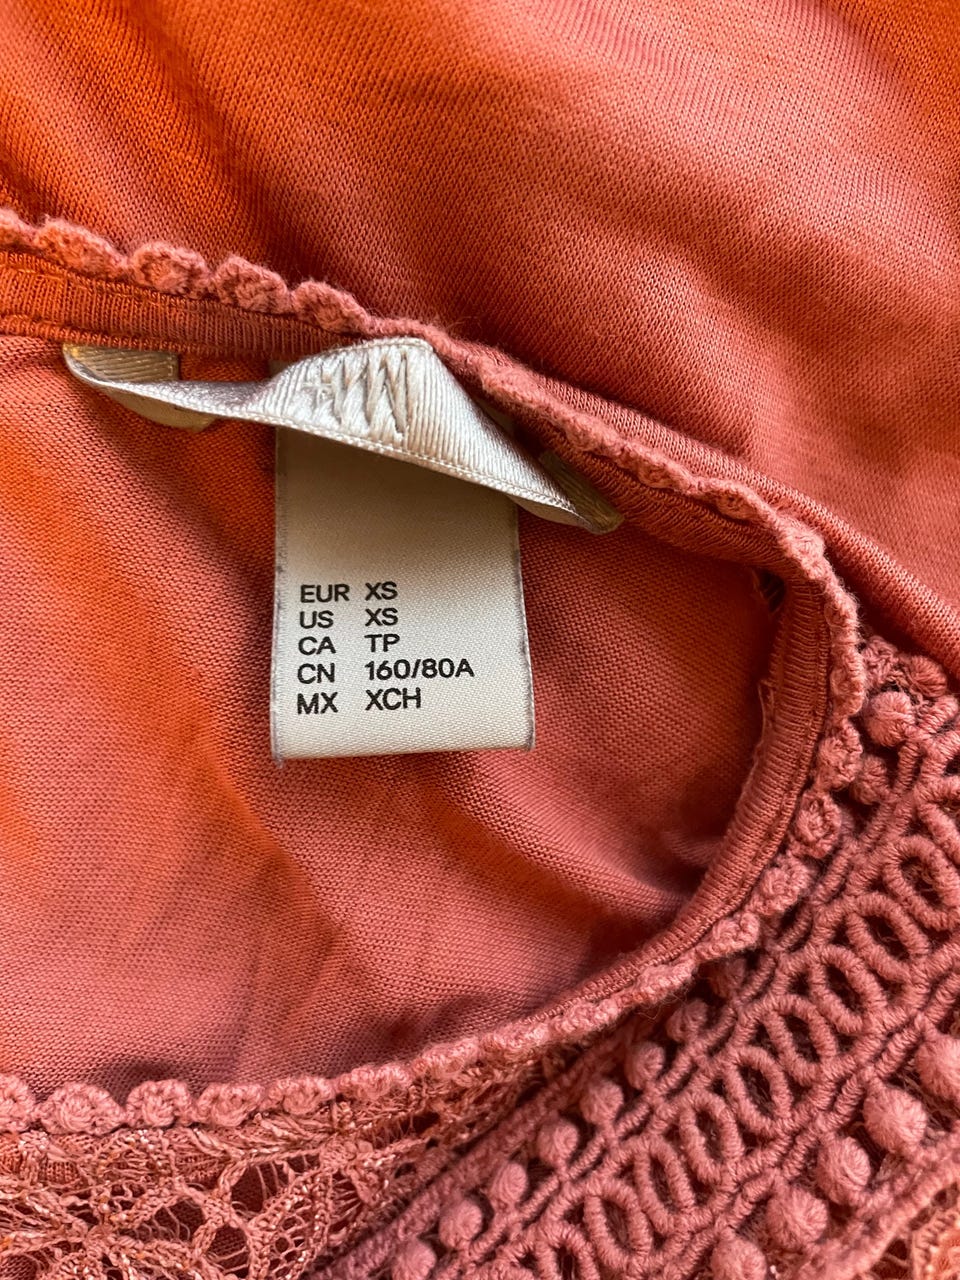 EUR XS
US XS
CA TP
CN 160/80A
MX XCH